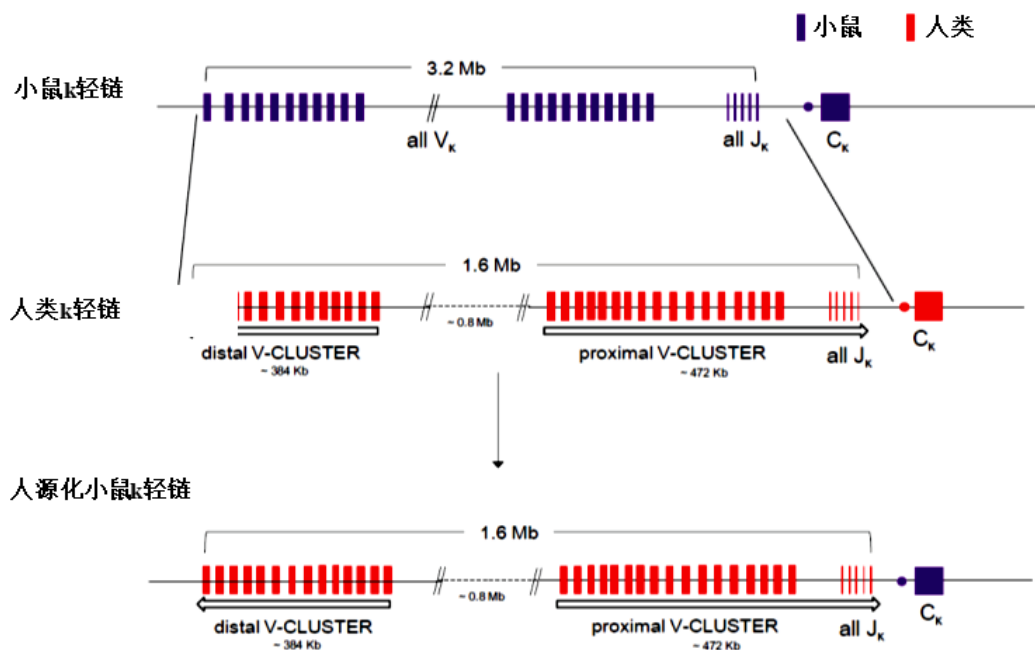 小鼠 人类
3.2 Mb
小鼠k轻链
all Vκ all Jκ Cκ
1.6 Mb
人类k轻链
~ 0.8 Mb
distal V-CLUSTER proximal V-CLUSTER all Jκ Cκ
~ 384 Kb ~ 472 Kb
人源化小鼠k轻链
1.6 Mb
~ 0.8 Mb
distal V-CLUSTER proximal V-CLUSTER all Jκ Cκ
~ 384 Kb ~ 472 Kb